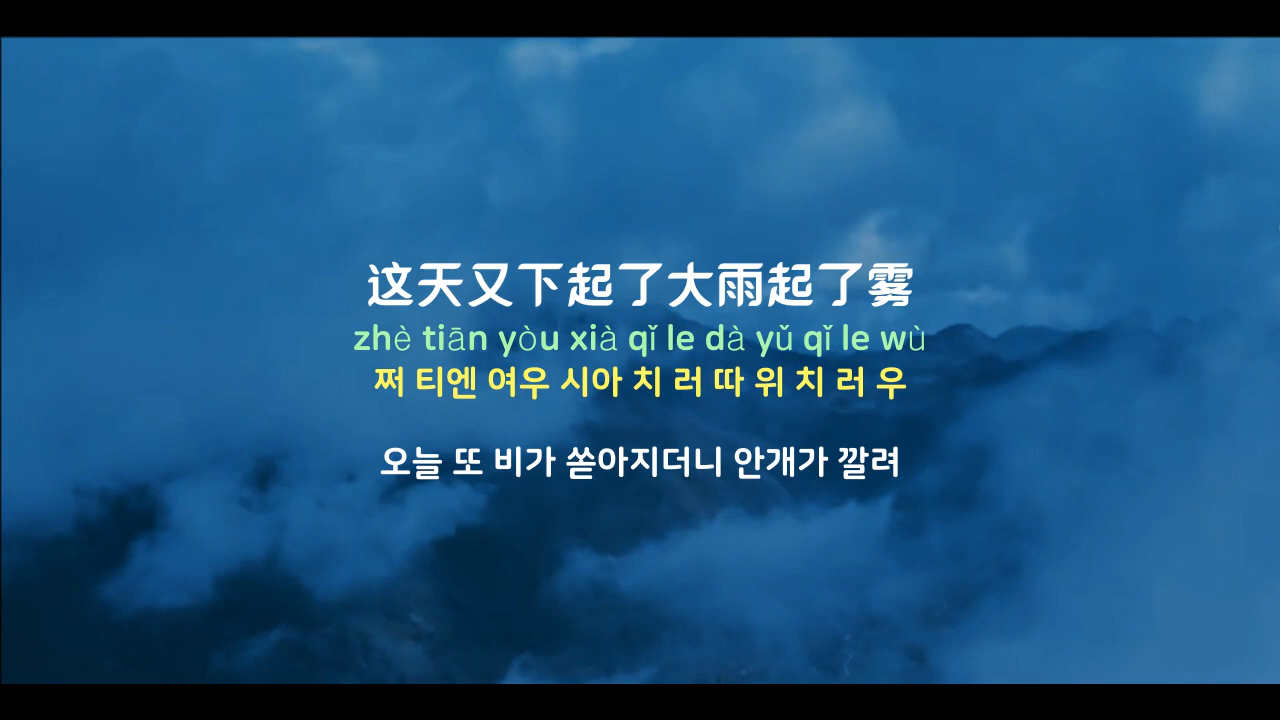 这天又下起了大雨起了雾
zhè tiān yòu xià qǐ le dà yǔ qǐ le wù
쩌 티엔 여우 시아 치 러 따 위 치 러 우
오늘 또 비가 쏟아지더니 안개가 깔려